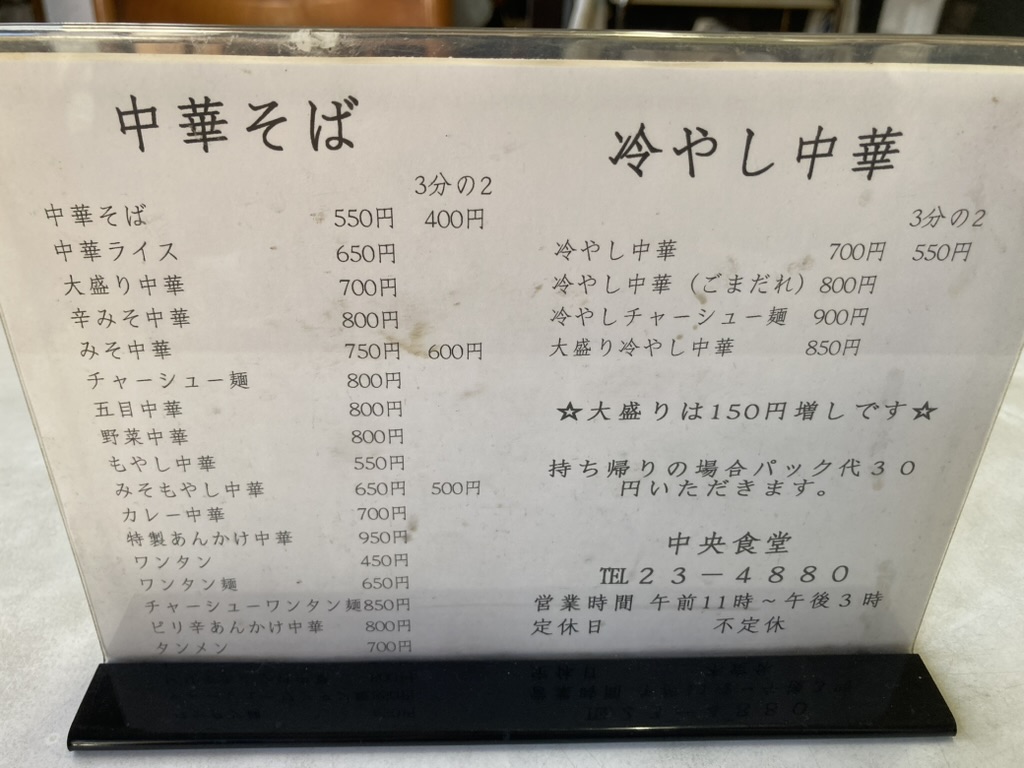 中華そば
3分の2
中華そば 550円 400円
中華ライス 650円
大盛り中華 700円
辛みそ中華 800円
みそ中華 750円 600円
チャーシュー麺 800円
五目中華 800円
野菜中華 800円
もやし中華 550円
みそもやし中華 650円 500円
カレー中華 700円
特製あんかけ中華 950円
ワンタン 450円
ワンタン麺 650円
チャーシューワンタン麺850円
ピリ辛あんかけ中華 800円
タンメン 700円
冷やし中華
3分の2
冷やし中華 700円 550円
冷やし中華（ごまだれ）800円
冷やしチャーシュー麺 900円
大盛り冷やし中華 850円
☆大盛りは150円増しです☆
持ち帰りの場合パック代３０
円いただきます。
中央食堂
℡２３－４８８０
営業時間 午前11時～午後３時
定休日 不定休